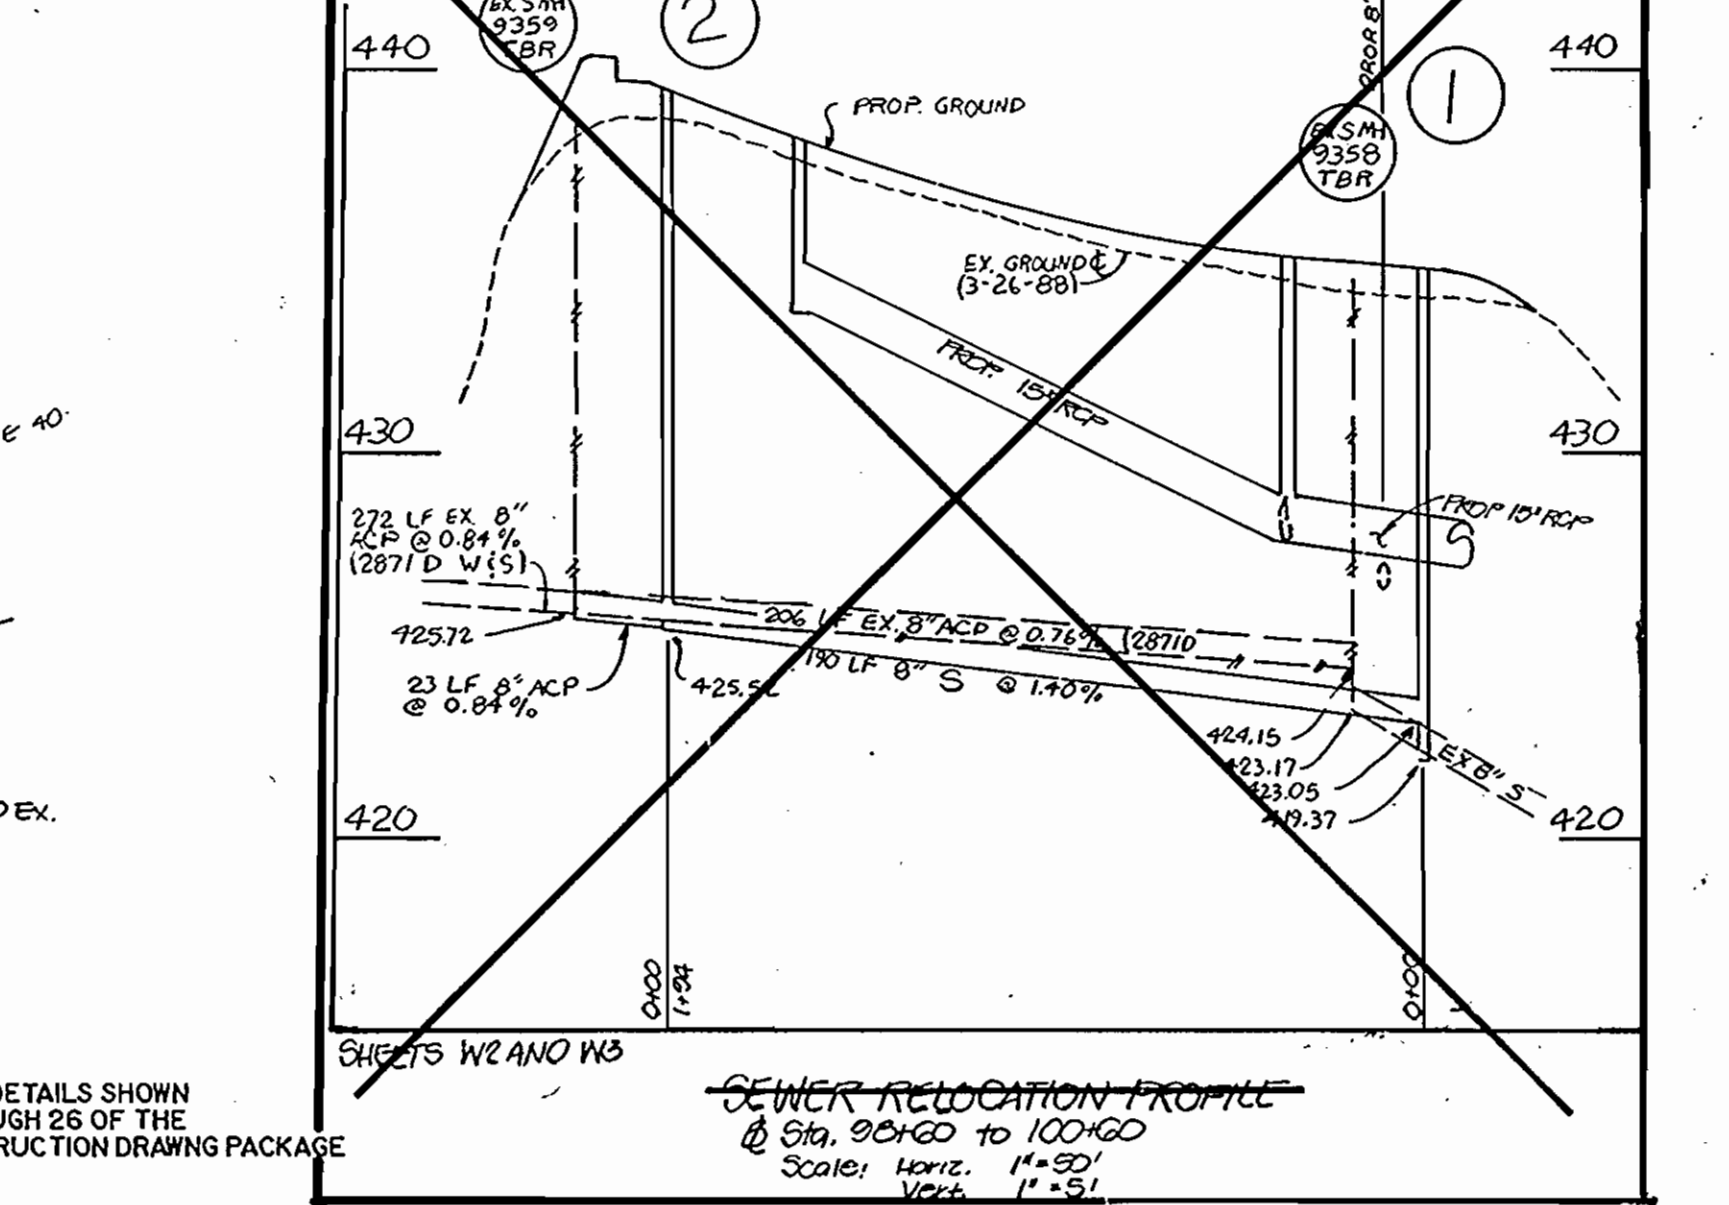 EX. SMH
9359
TBR
2
440
440
PROP. GROUND
1
EX SMH
9358
TBR
EX. GROUND ℄
(3-26-88)
E 40'
PROP. 15" RCP
430
430
PROP 15" RCP
272 LF EX. 8"
ACP @ 0.84%
(2871 D W&S)
425.72
206 LF EX. 8" ACP @ 0.76% (2871D
190 LF 8" S @ 1.40%
23 LF 8" ACP
@ 0.84%
424.15
423.17
423.05
419.37
EX 8" S
D EX.
420
420
0+00
1+94
0+00
SHEETS W2 AND W3
DETAILS SHOWN
UGH 26 OF THE
RUCTION DRAWNG PACKAGE
SEWER RELOCATION PROFILE
℄ Sta. 98+60 to 100+60
Scale: Horiz. 1"=50'
Vert. 1"=5'